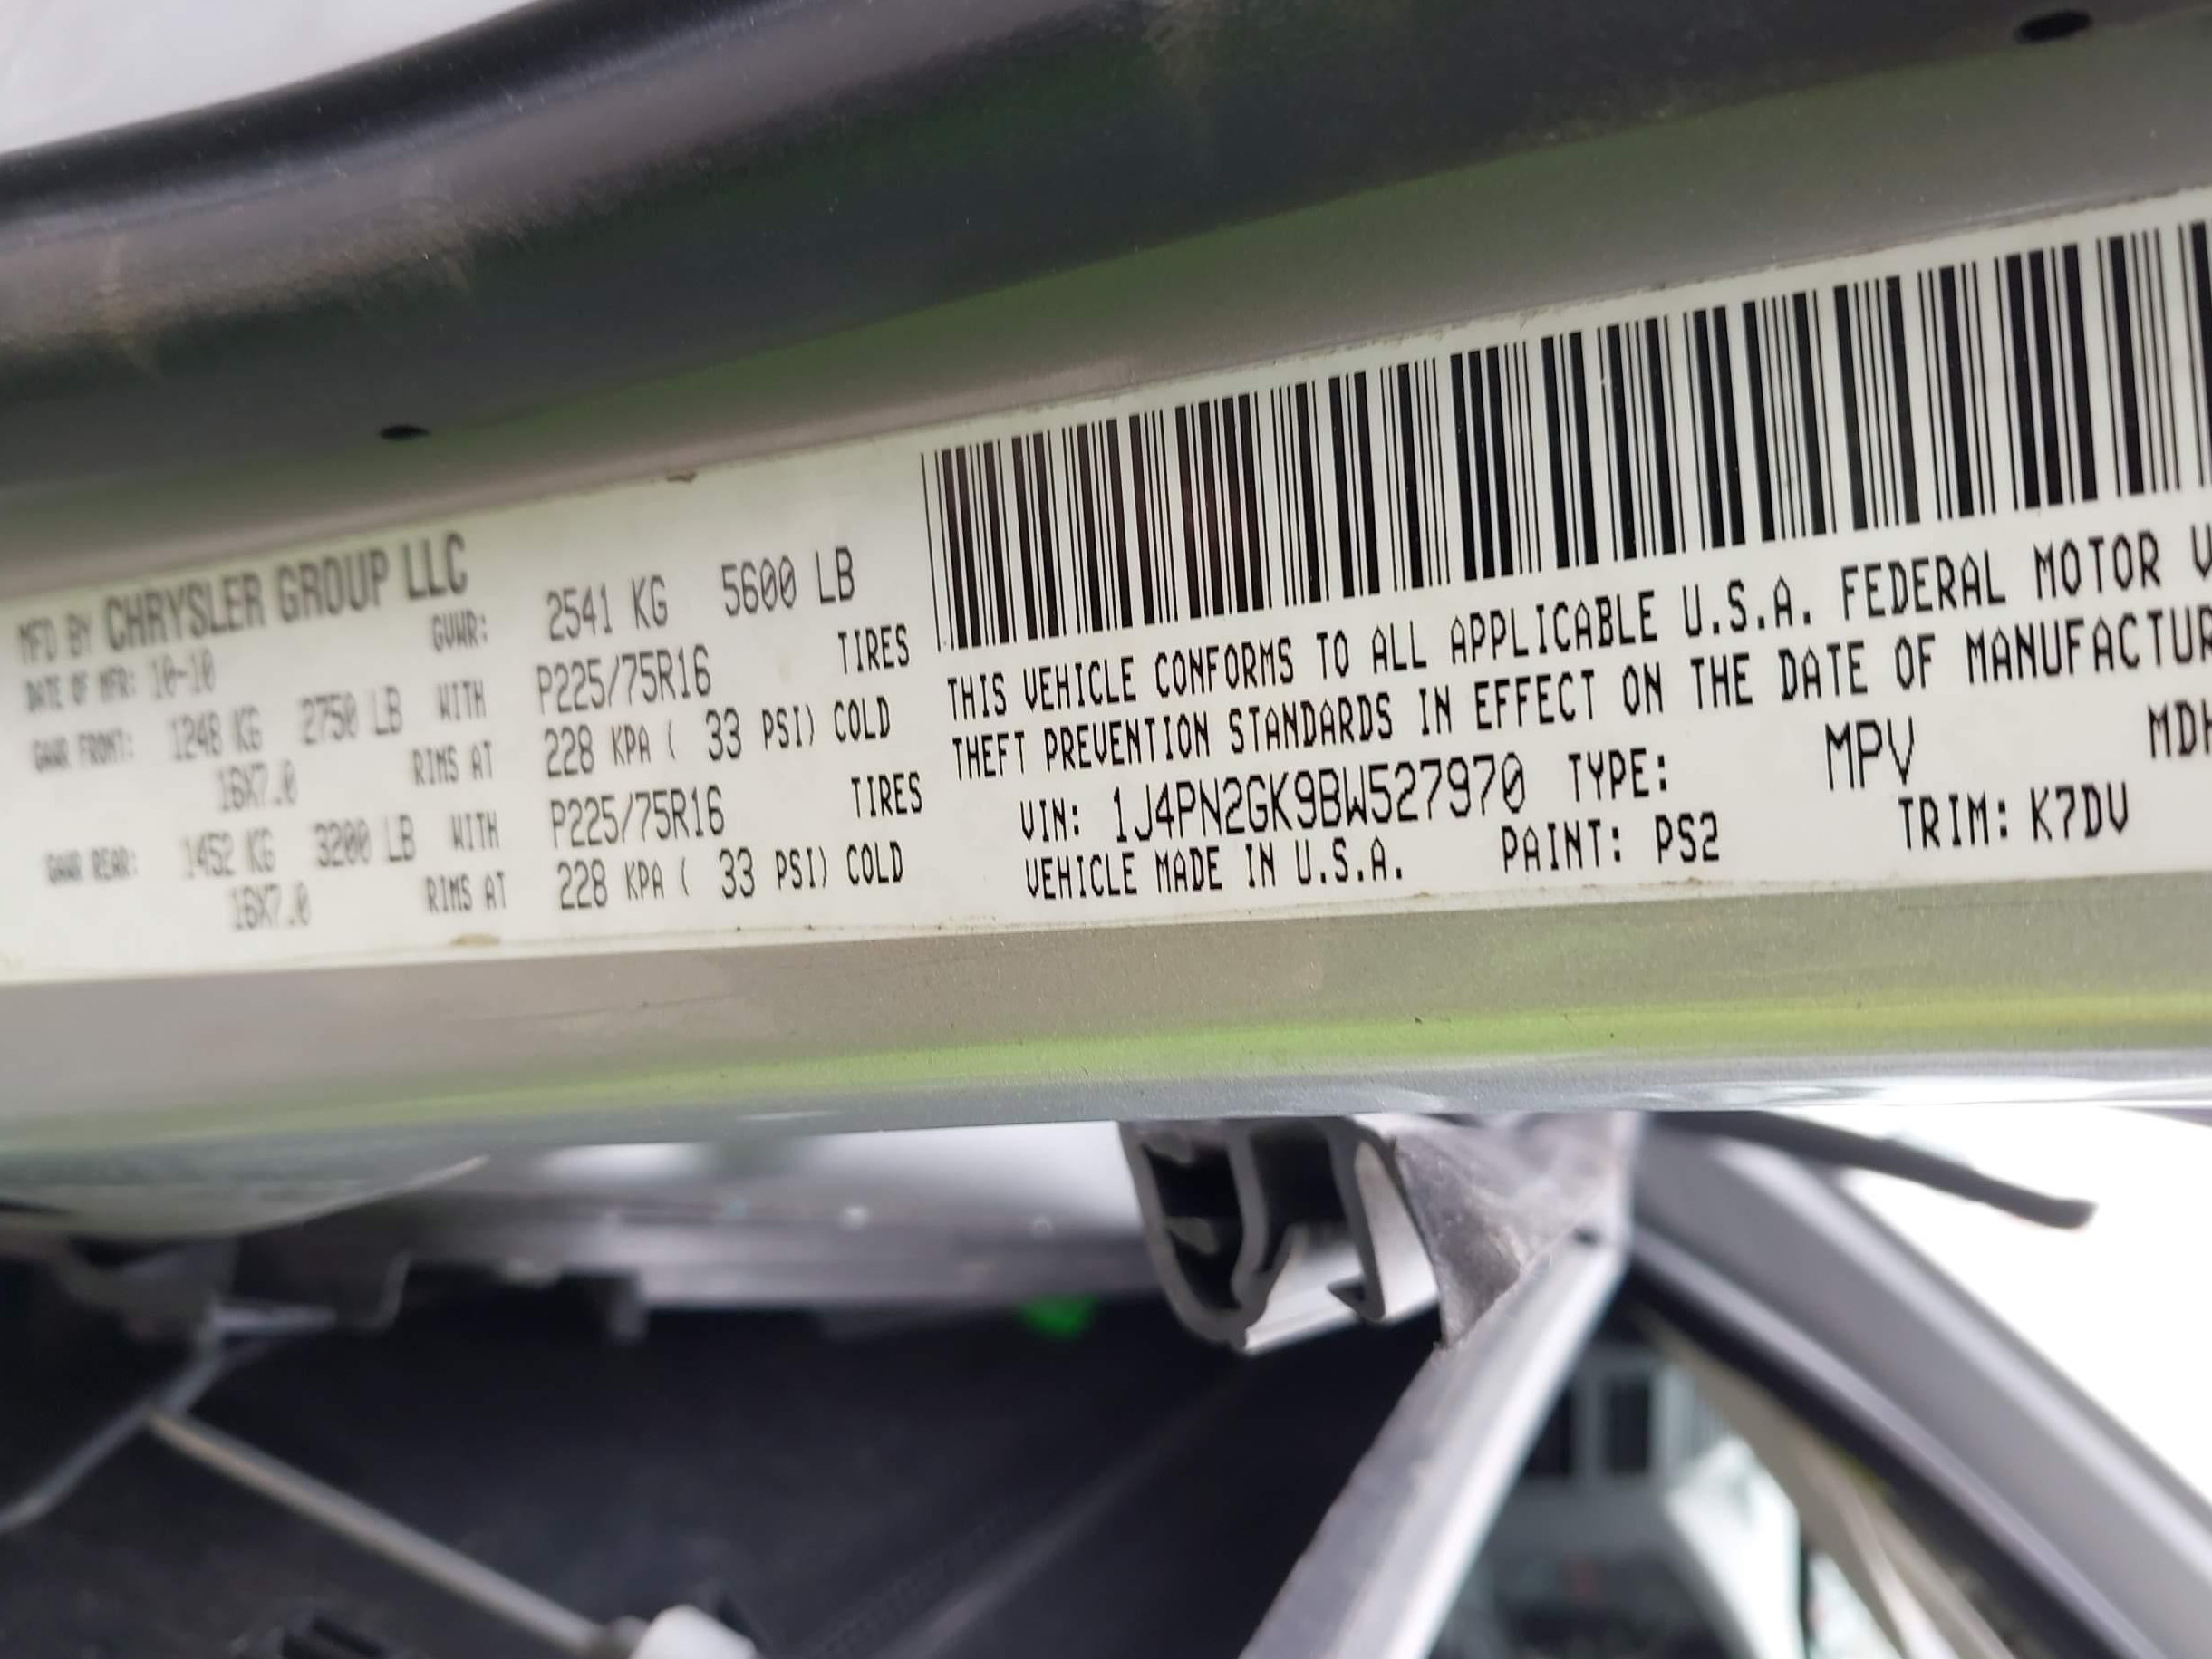 MFD BY CHRYSLER GROUP LLC
DATE OF MFR: 10-10 GVWR: 2541 KG 5600 LB
GAWR FRONT: 1248 KG 2750 LB WITH P225/75R16 TIRES
16X7.0 RIMS AT 228 KPA ( 33 PSI) COLD
GAWR REAR: 1452 KG 3200 LB WITH P225/75R16 TIRES
16X7.0 RIMS AT 228 KPA ( 33 PSI) COLD
THIS VEHICLE CONFORMS TO ALL APPLICABLE U.S.A. FEDERAL MOTOR V
THEFT PREVENTION STANDARDS IN EFFECT ON THE DATE OF MANUFACTUR
VIN: 1J4PN2GK9BW527970 TYPE: MPV MDH
VEHICLE MADE IN U.S.A. PAINT: PS2 TRIM: K7DV